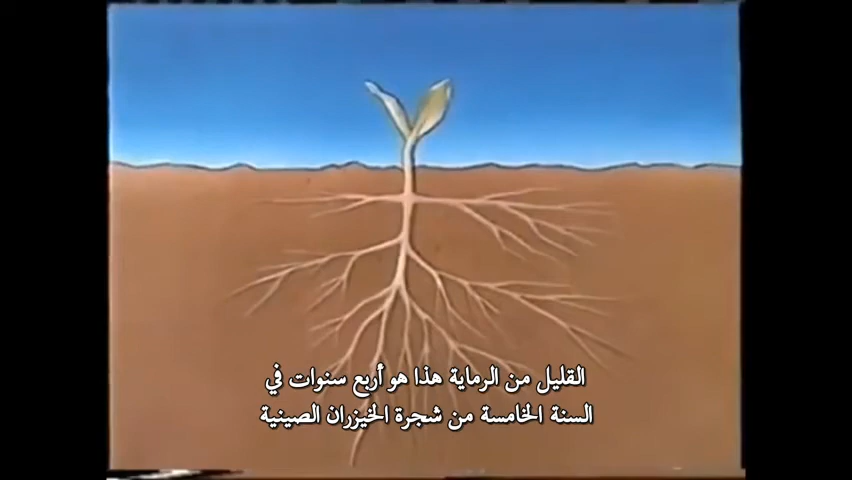 القليل من الرماية هذا هو أربع سنوات في
السنة الخامسة من شجرة الخيزران الصينية